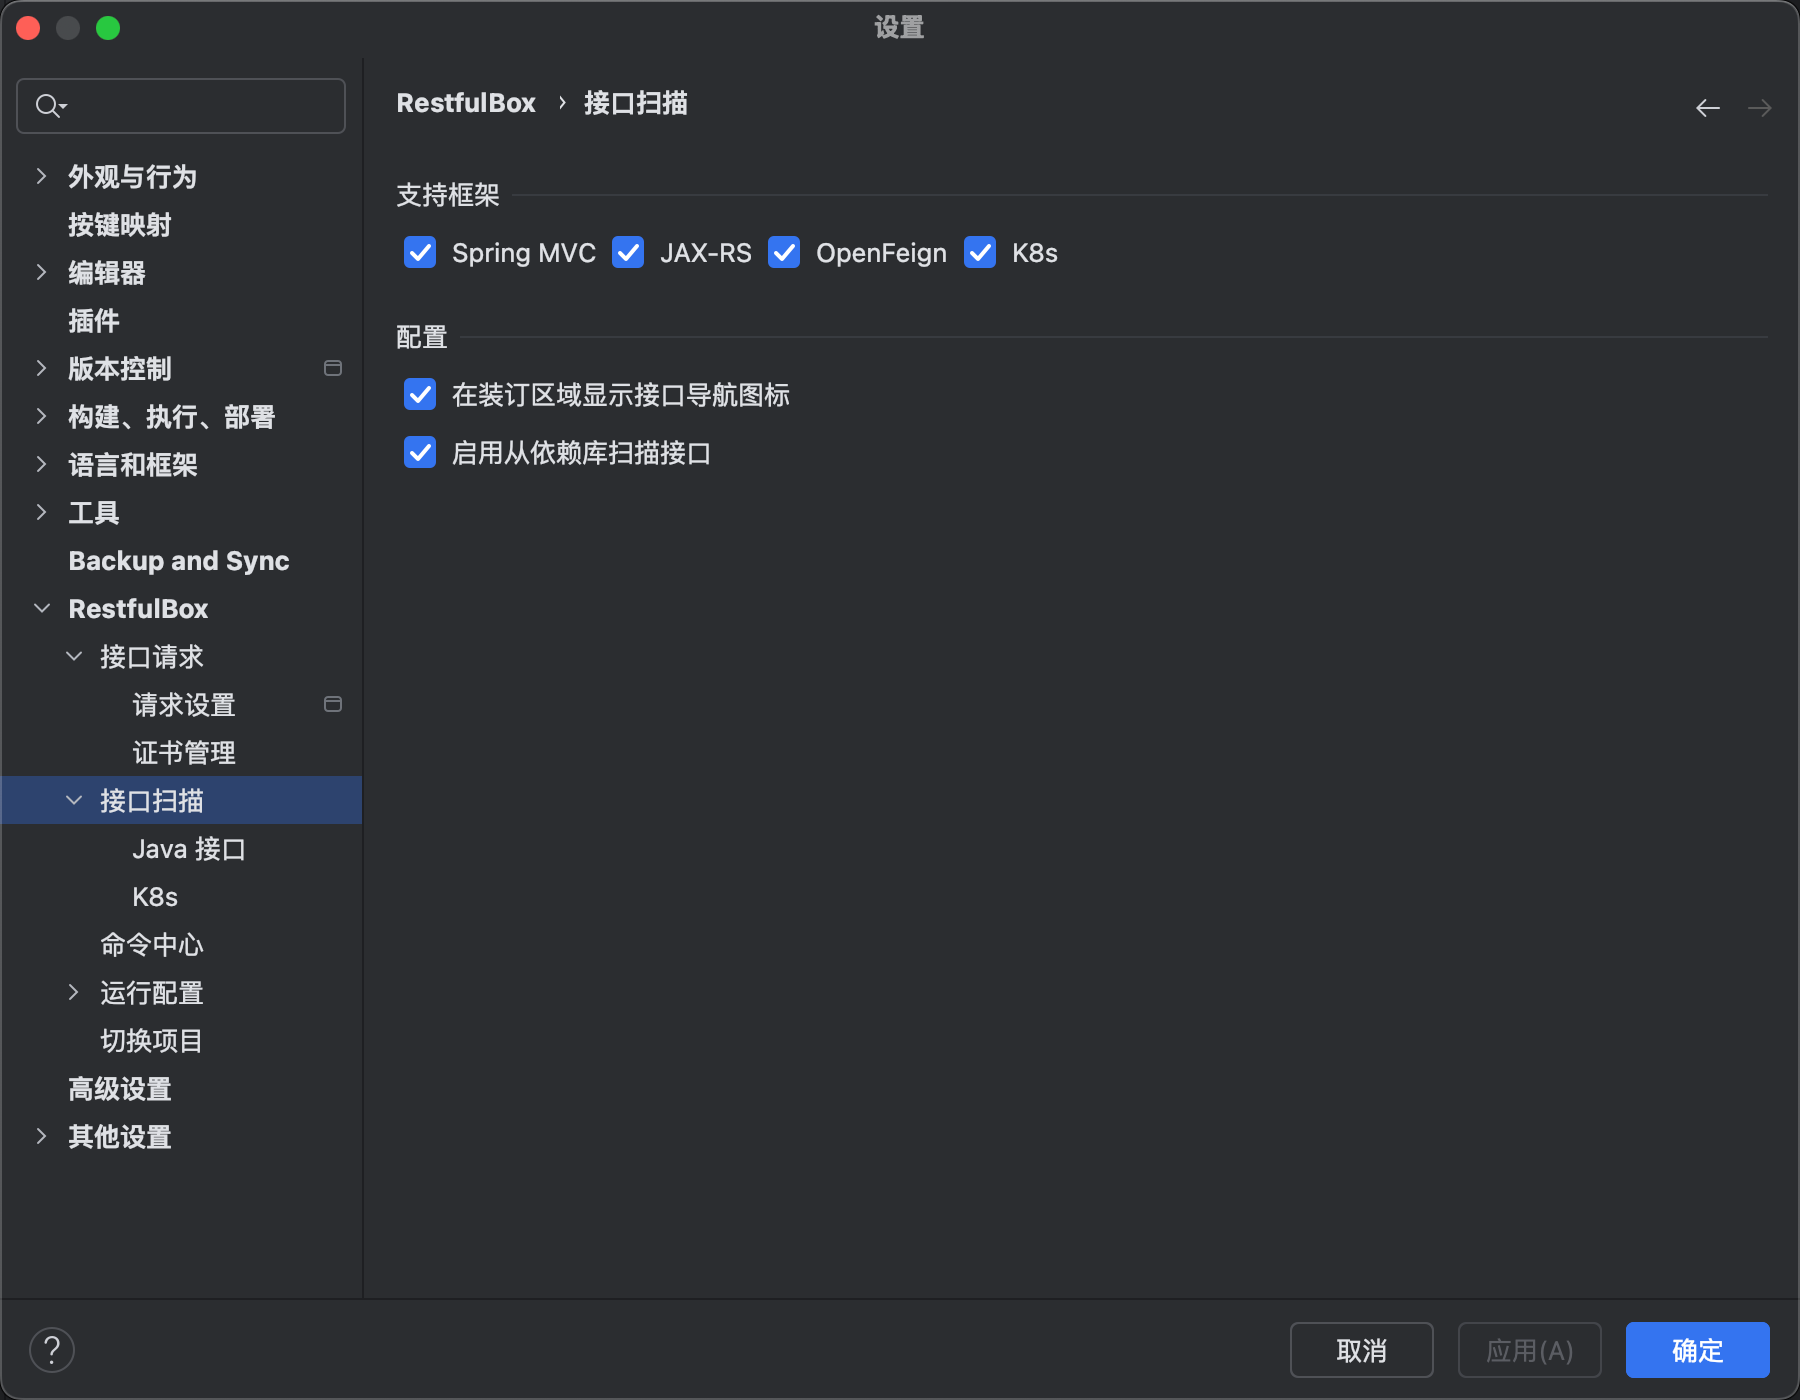 设置
外观与行为
按键映射
编辑器
插件
版本控制
构建、执行、部署
语言和框架
工具
Backup and Sync
RestfulBox
接口请求
请求设置
证书管理
接口扫描
Java 接口
K8s
命令中心
运行配置
切换项目
高级设置
其他设置
RestfulBox › 接口扫描
支持框架
Spring MVC JAX-RS OpenFeign K8s
配置
在装订区域显示接口导航图标
启用从依赖库扫描接口
? 取消 应用(A) 确定